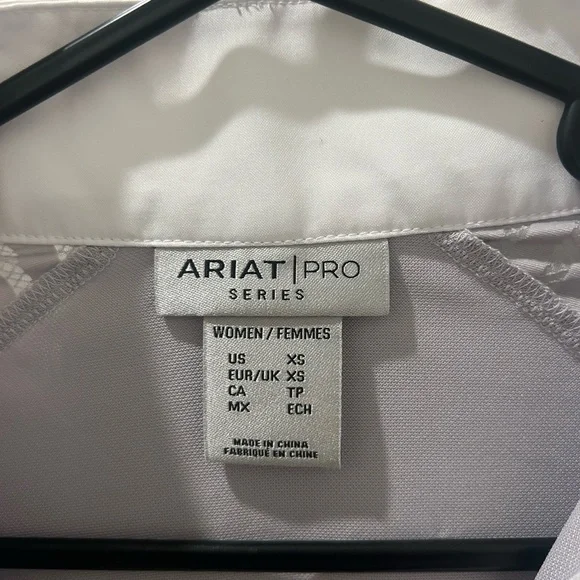 ARIAT | PRO
SERIES
WOMEN / FEMMES
US XS
EUR/UK XS
CA TP
MX ECH
MADE IN CHINA
FABRIQUÉ EN CHINE